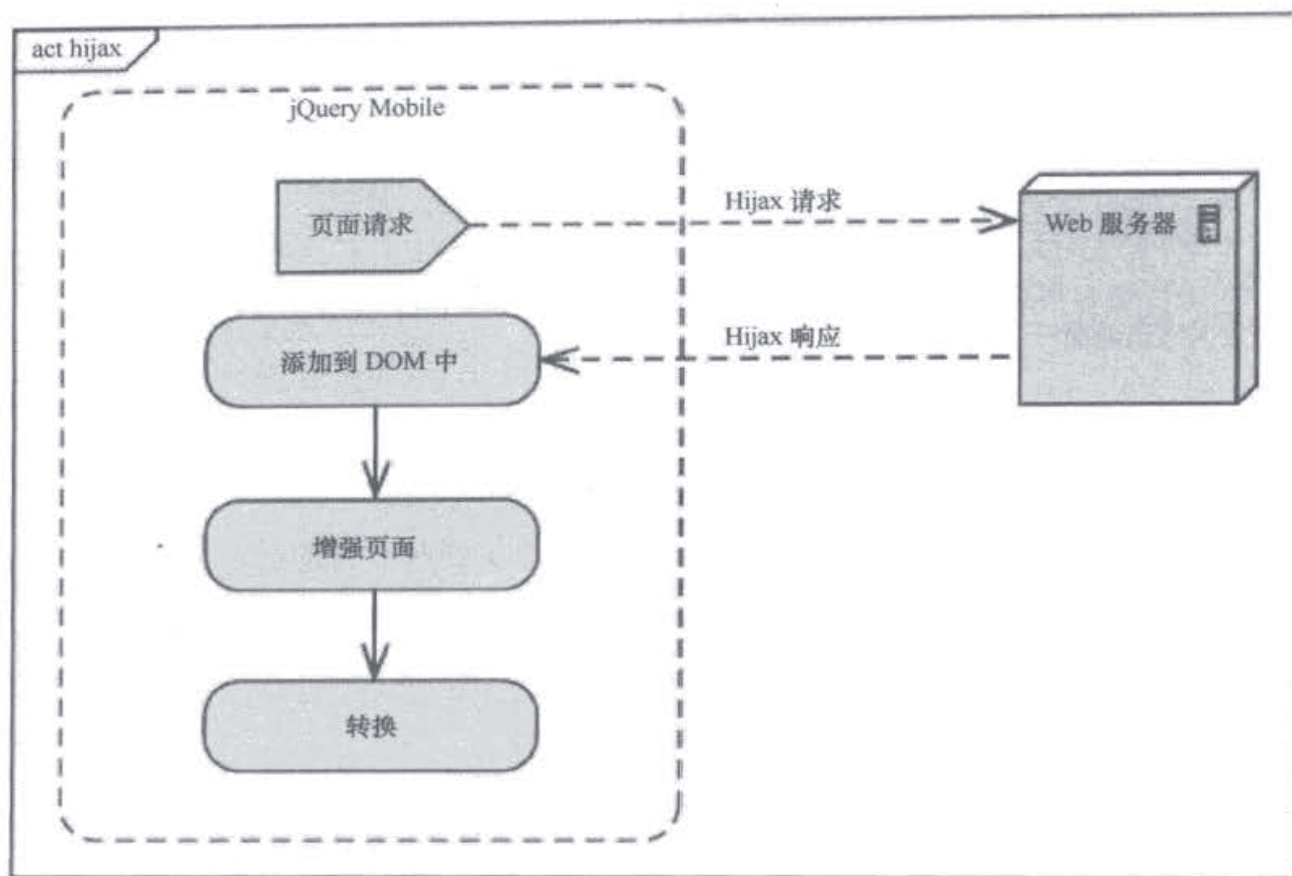 act hijax
jQuery Mobile
页面请求
Hijax 请求
Web 服务器
添加到 DOM 中
Hijax 响应
增强页面
转换